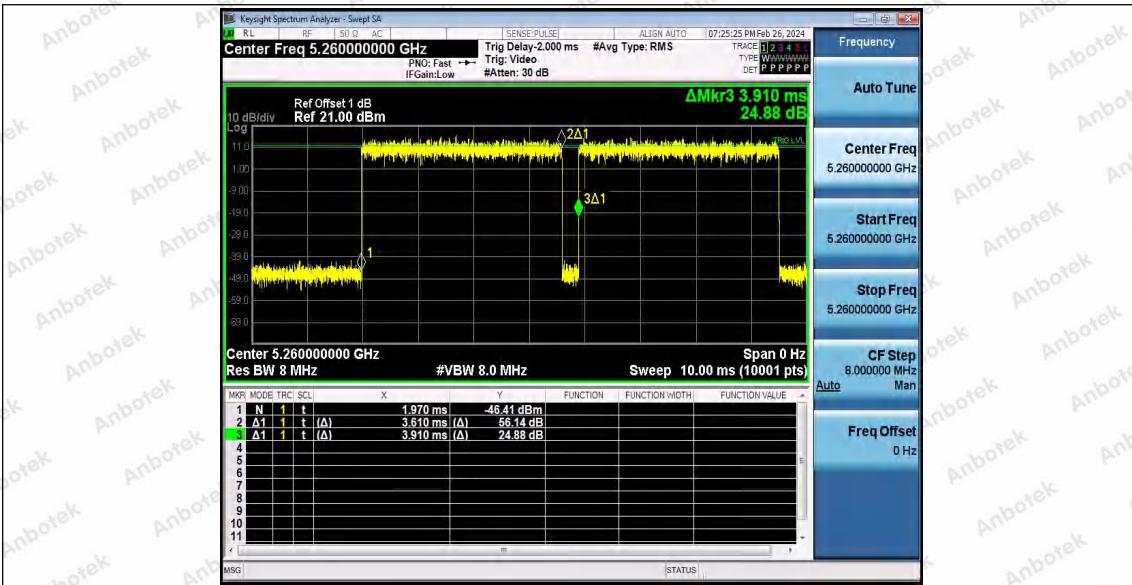 Keysight Spectrum Analyzer - Swept SA
RL RF 50 Ω AC SENSE:PULSE ALIGN AUTO 07:25:25 PM Feb 26, 2024
Center Freq 5.260000000 GHz Trig Delay-2.000 ms #Avg Type: RMS TRACE 1 2 3 4 5 6
PNO: Fast Trig: Video TYPE WWWWWW
IFGain:Low #Atten: 30 dB DET P P P P P P
ΔMkr3 3.910 ms
24.88 dB
Ref Offset 1 dB
10 dB/div Ref 21.00 dBm
Log
11.0
1.00
-9.00
-19.0
-29.0
-39.0
-49.0
-59.0
-69.0
2Δ1
TRIG LVL
3Δ1
1
Center 5.260000000 GHz Span 0 Hz
Res BW 8 MHz #VBW 8.0 MHz Sweep 10.00 ms (10001 pts)
MKR MODE TRC SCL X Y FUNCTION FUNCTION WIDTH FUNCTION VALUE
1 N 1 t 1.970 ms -46.41 dBm
2 Δ1 1 t (Δ) 3.610 ms (Δ) 56.14 dB
3 Δ1 1 t (Δ) 3.910 ms (Δ) 24.88 dB
4
5
6
7
8
9
10
11
MSG STATUS
Frequency
Auto Tune
Center Freq
5.260000000 GHz
Start Freq
5.260000000 GHz
Stop Freq
5.260000000 GHz
CF Step
8.000000 MHz
Auto Man
Freq Offset
0 Hz
Anbotek